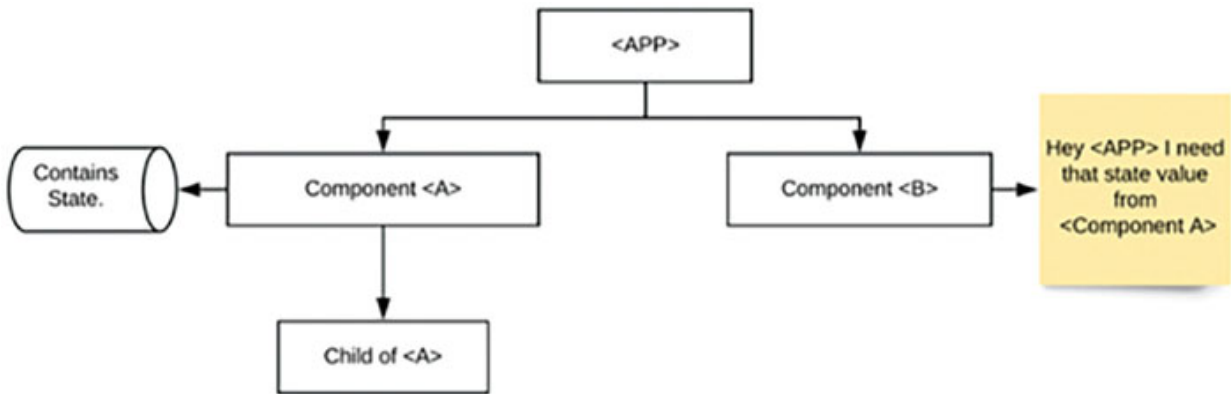 <APP>
Contains
State.
Component <A>
Component <B>
Hey <APP> I need
that state value
from
<Component A>
Child of <A>